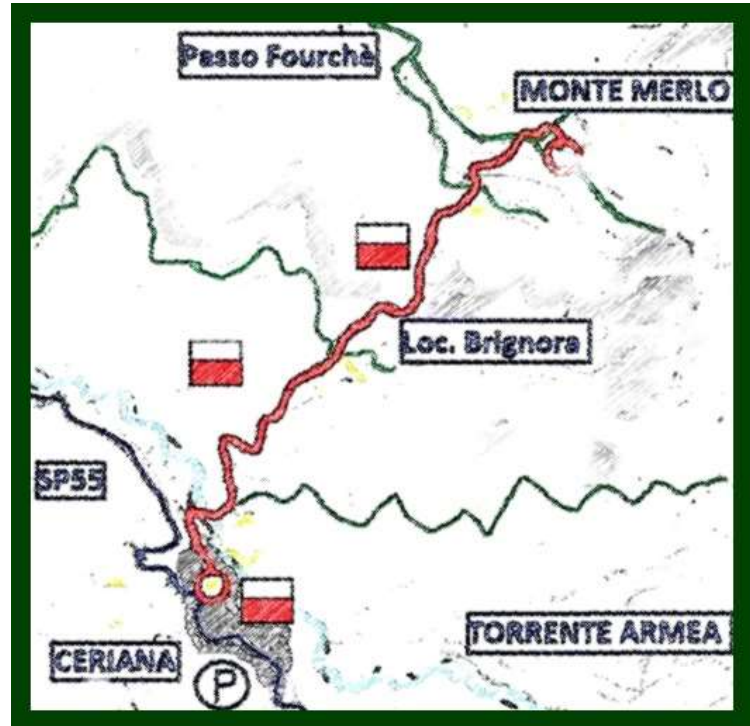 Passo Fourchè
MONTE MERLO
Loc. Brignora
SP55
TORRENTE ARMEA
CERIANA
P